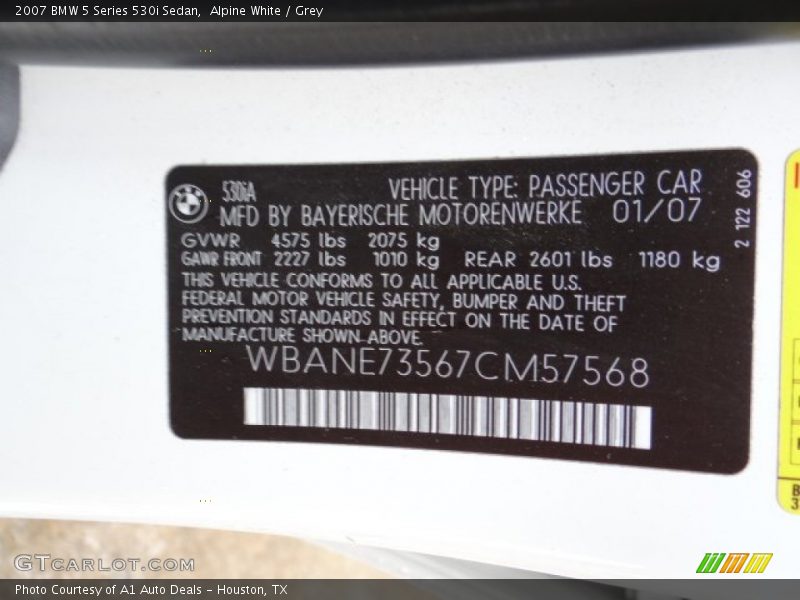 2007 BMW 5 Series 530i Sedan, Alpine White / Grey
530iA
VEHICLE TYPE: PASSENGER CAR
MFD BY BAYERISCHE MOTORENWERKE 01/07
GVWR 4575 lbs 2075 kg
GAWR FRONT 2227 lbs 1010 kg REAR 2601 lbs 1180 kg
THIS VEHICLE CONFORMS TO ALL APPLICABLE U.S.
FEDERAL MOTOR VEHICLE SAFETY, BUMPER AND THEFT
PREVENTION STANDARDS IN EFFECT ON THE DATE OF
MANUFACTURE SHOWN ABOVE.
WBANE73567CM57568
2 122 606
GTCARLOT.COM
Photo Courtesy of A1 Auto Deals - Houston, TX